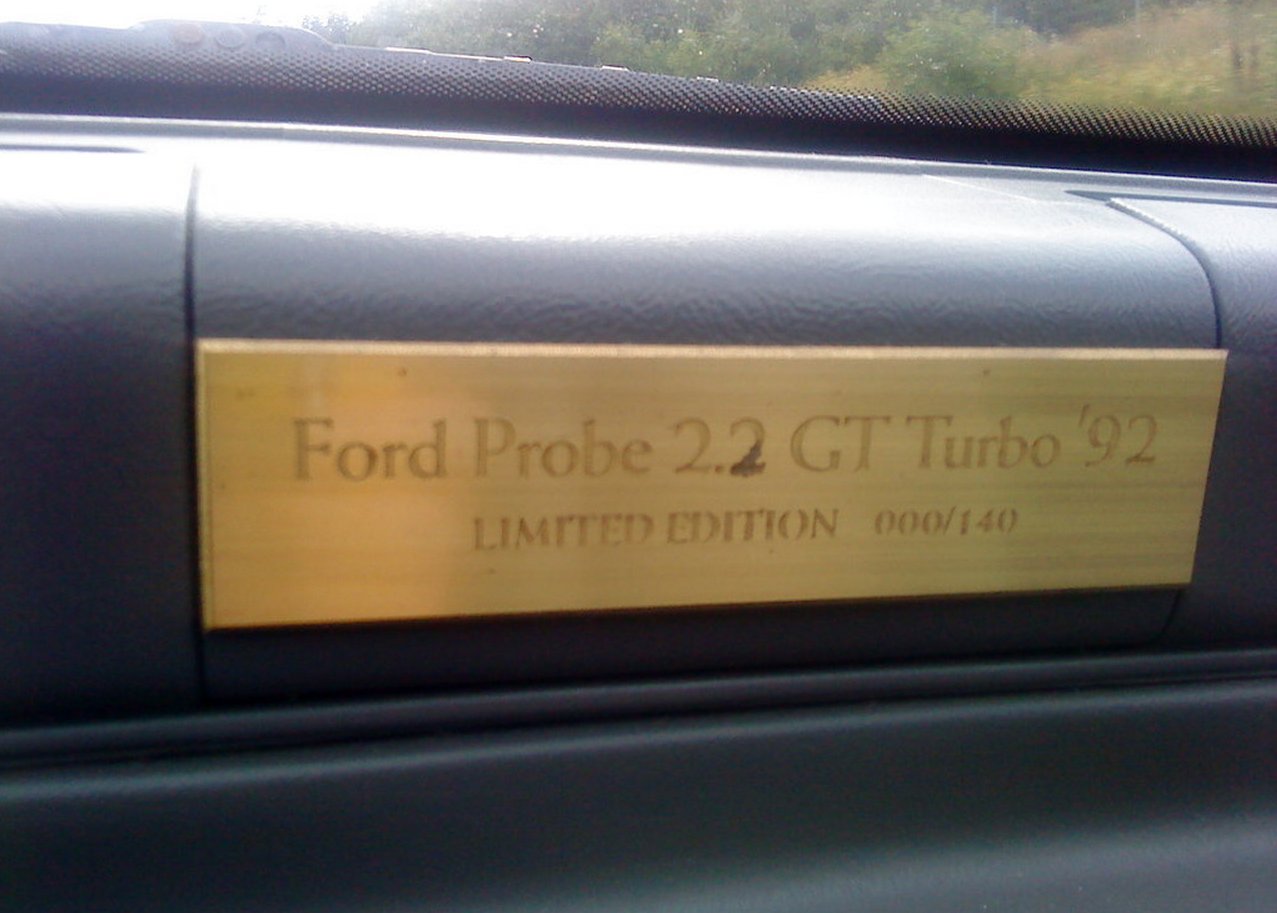 Ford Probe 2.2 GT Turbo '92
LIMITED EDITION 000/140